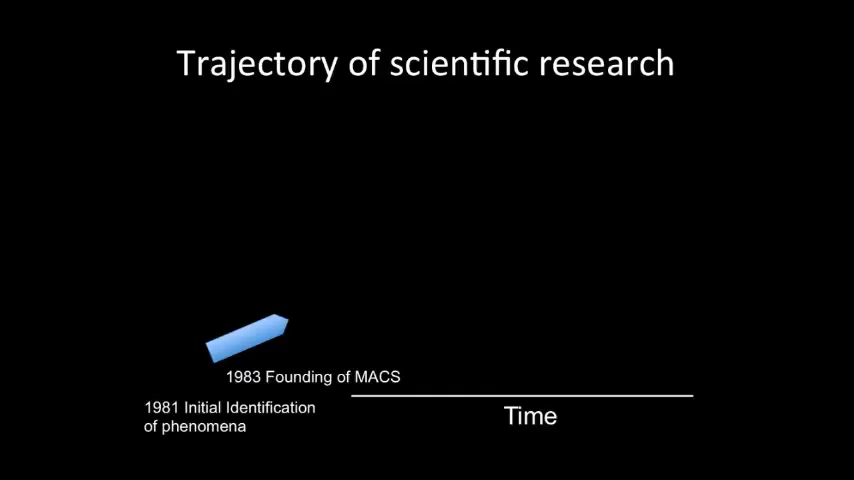 Trajectory of scientific research
1983 Founding of MACS
1981 Initial Identification
of phenomena
Time